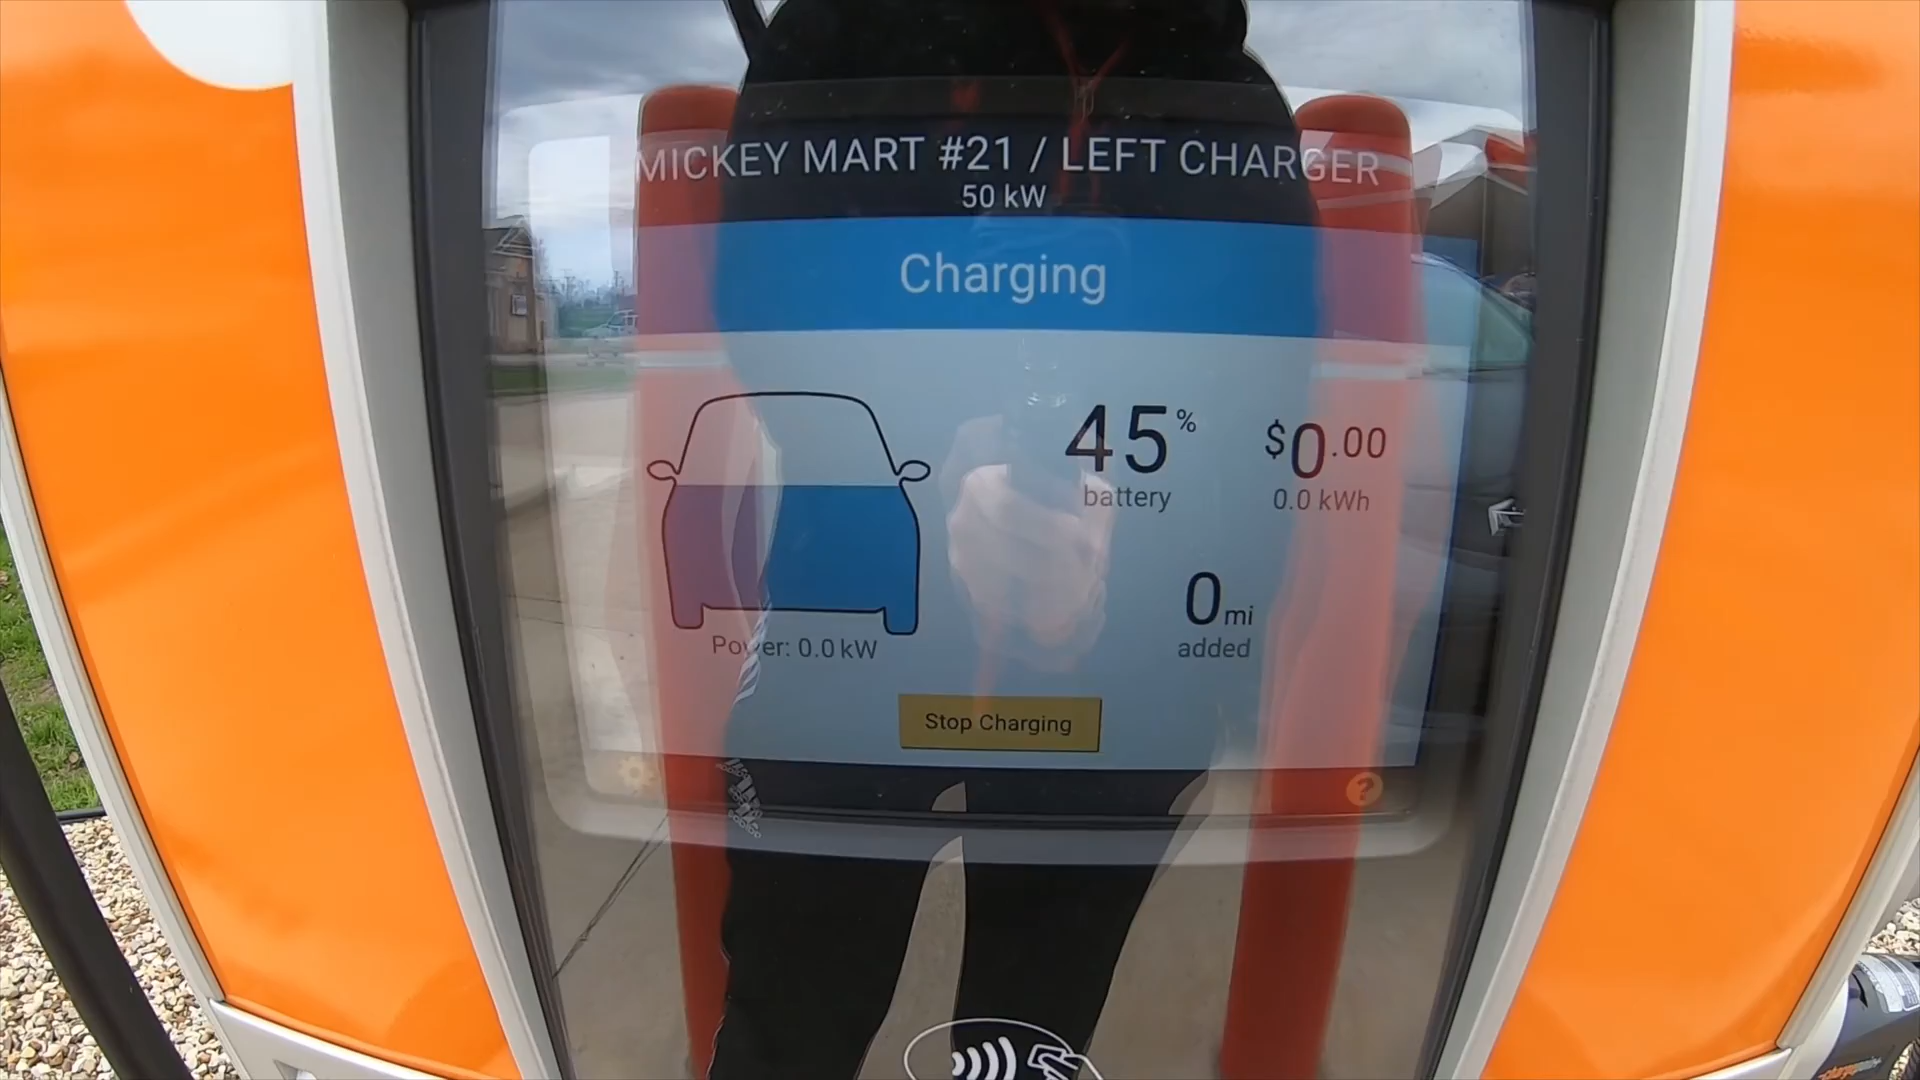 MICKEY MART #21 / LEFT CHARGER
50 kW
Charging
45%
battery
$0.00
0.0 kWh
0mi
added
Power: 0.0 kW
Stop Charging
?